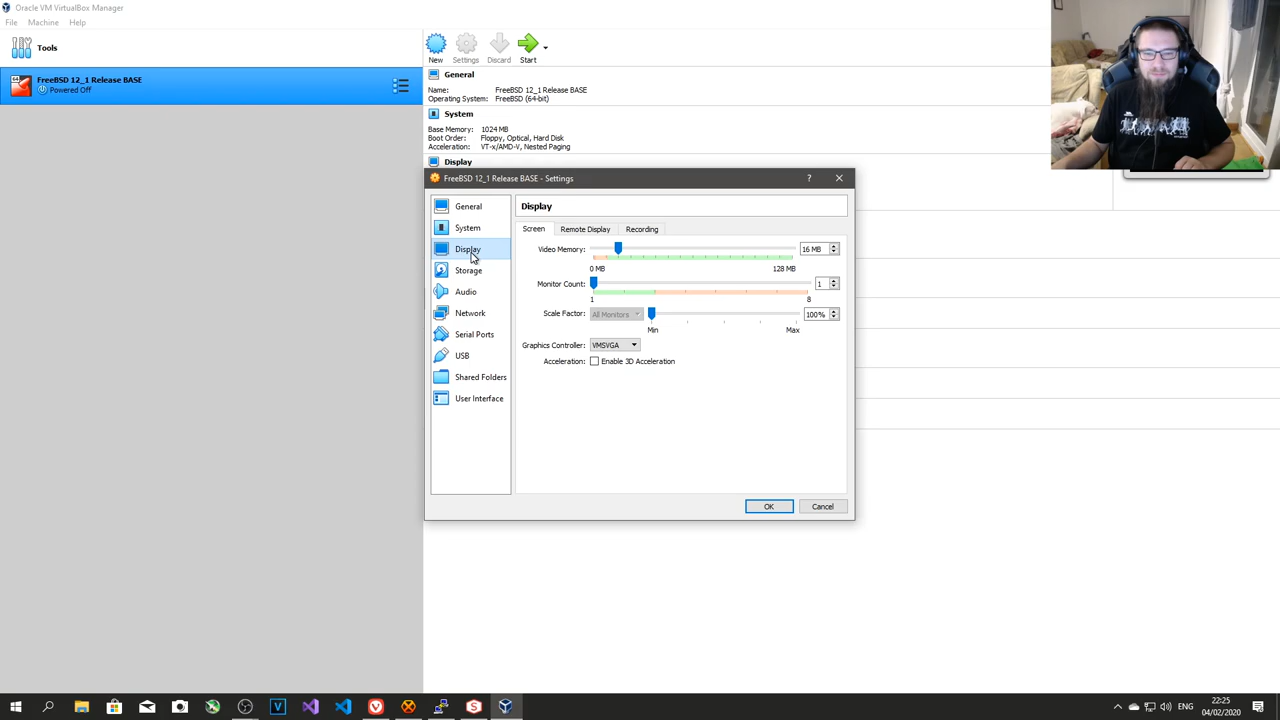 Oracle VM VirtualBox Manager
File Machine Help
Tools
FreeBSD 12_1 Release BASE
Powered Off
New Settings Discard Start
General
Name: FreeBSD 12_1 Release BASE
Operating System: FreeBSD (64-bit)
System
Base Memory: 1024 MB
Boot Order: Floppy, Optical, Hard Disk
Acceleration: VT-x/AMD-V, Nested Paging
Display
FreeBSD 12_1 Release BASE - Settings
?
General
System
Display
Storage
Audio
Network
Serial Ports
USB
Shared Folders
User Interface
Display
Screen Remote Display Recording
Video Memory: 16 MB
0 MB 128 MB
Monitor Count: 1
1 8
Scale Factor: All Monitors 100%
Min Max
Graphics Controller: VMSVGA
Acceleration: Enable 3D Acceleration
OK Cancel
22:25
04/02/2020